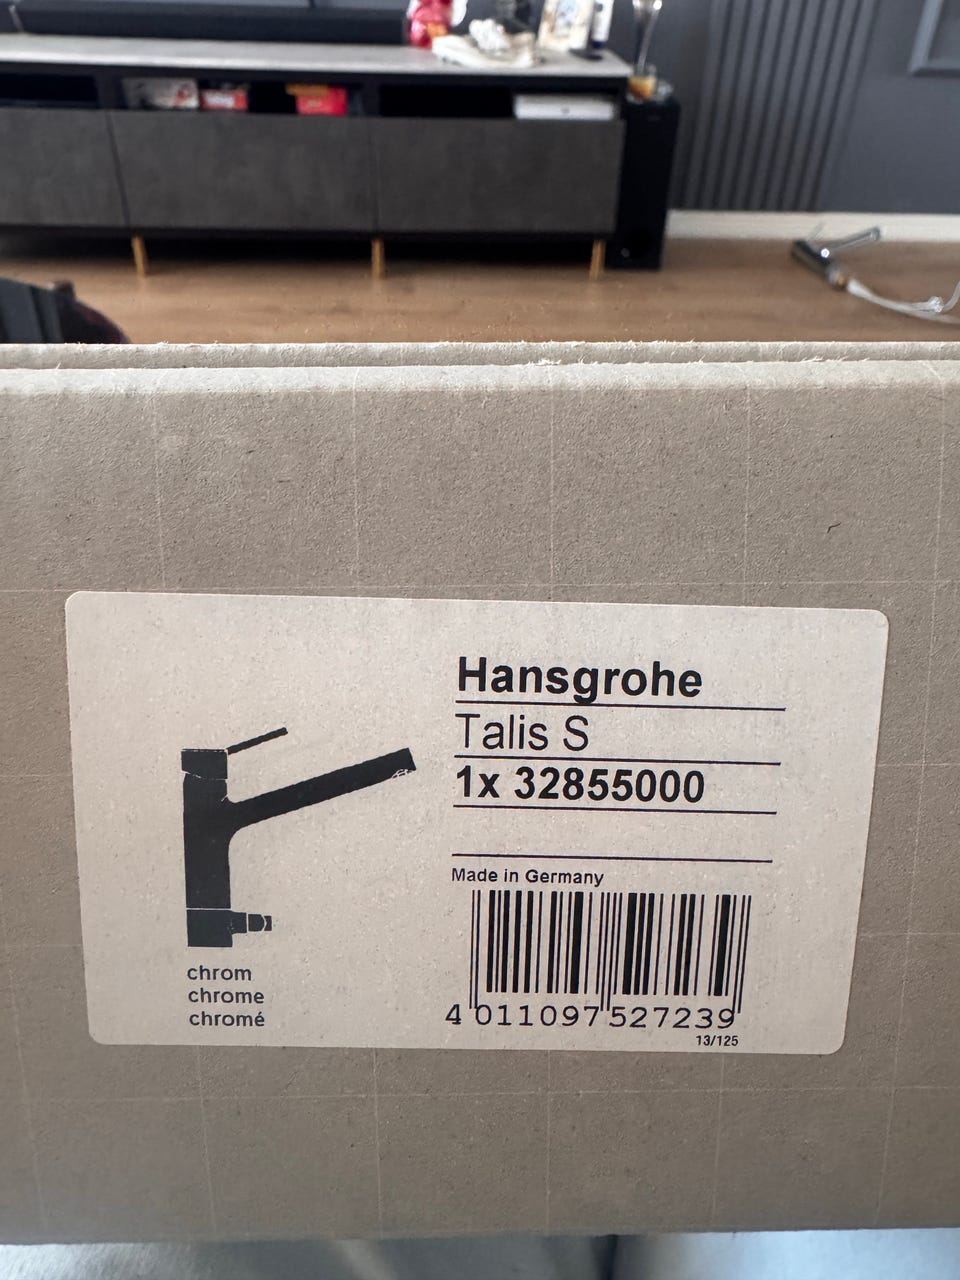 Hansgrohe
Talis S
1x 32855000
Made in Germany
4 011097 527239
13/125
chrom
chrome
chromé